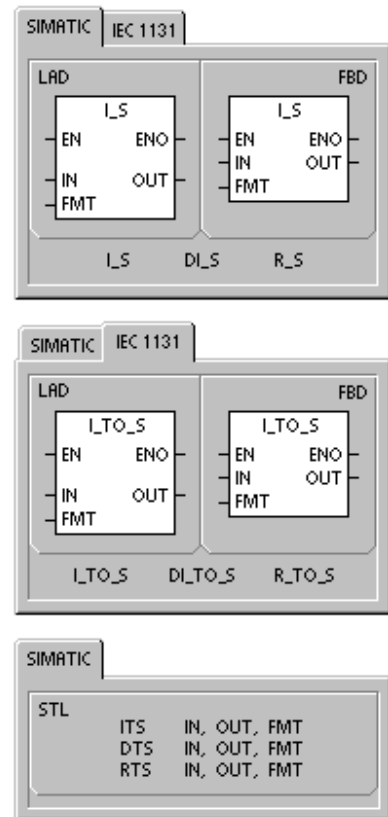 SIMATIC IEC 1131
LAD FBD
I_S I_S
EN ENO EN ENO
IN OUT IN OUT
FMT FMT
I_S DI_S R_S
SIMATIC IEC 1131
LAD FBD
I_TO_S I_TO_S
EN ENO EN ENO
IN OUT IN OUT
FMT FMT
I_TO_S DI_TO_S R_TO_S
SIMATIC
STL
ITS IN, OUT, FMT
DTS IN, OUT, FMT
RTS IN, OUT, FMT